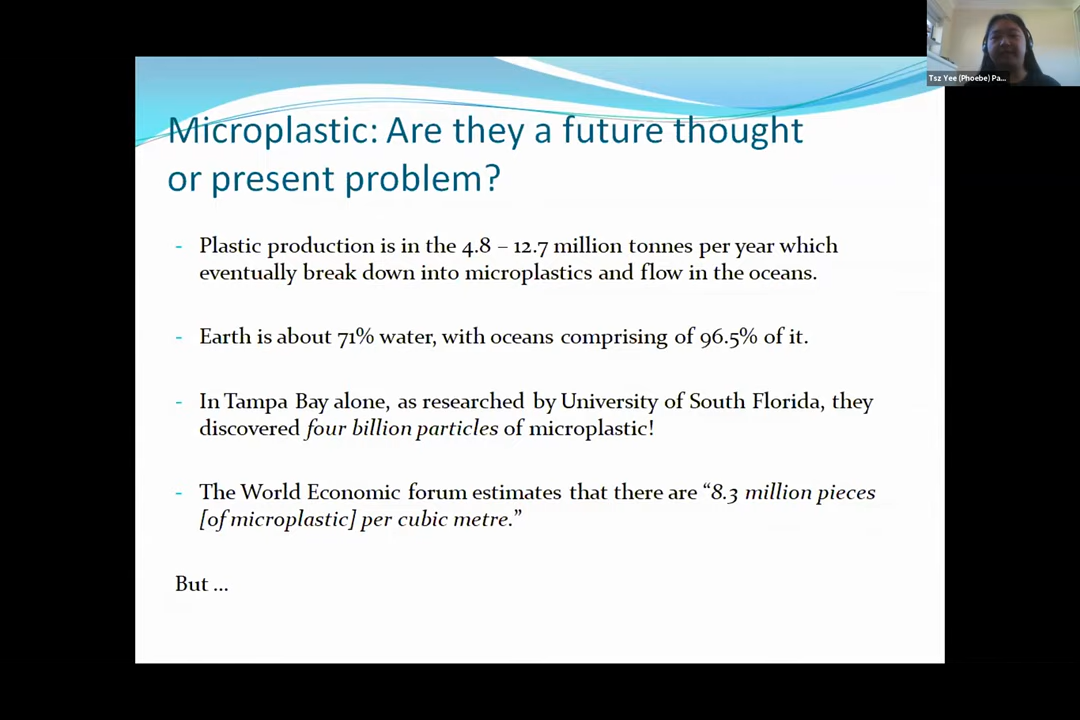 Tsz Yee (Phoebe) Pa...
Microplastic: Are they a future thought
or present problem?
- Plastic production is in the 4.8 – 12.7 million tonnes per year which
eventually break down into microplastics and flow in the oceans.
- Earth is about 71% water, with oceans comprising of 96.5% of it.
- In Tampa Bay alone, as researched by University of South Florida, they
discovered four billion particles of microplastic!
- The World Economic forum estimates that there are “8.3 million pieces
[of microplastic] per cubic metre.”
But ...